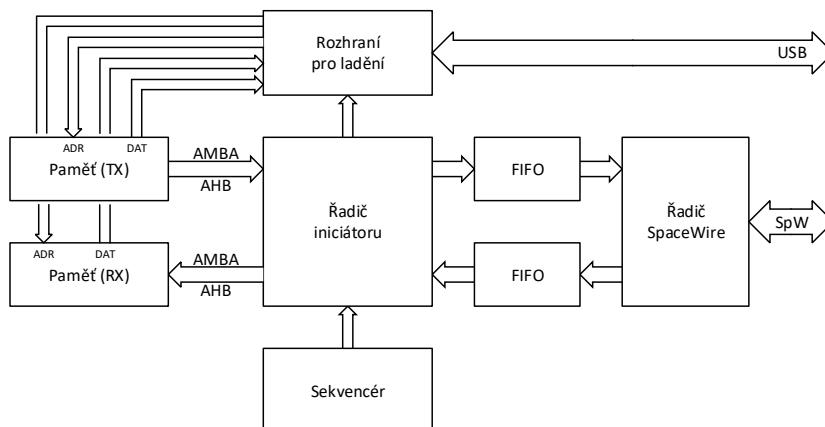 Rozhraní
pro ladění
USB
ADR
DAT
Paměť (TX)
AMBA
AHB
FIFO
Řadič
iniciátoru
Řadič
SpaceWire
SpW
ADR
DAT
Paměť (RX)
AMBA
AHB
FIFO
Sekvencér